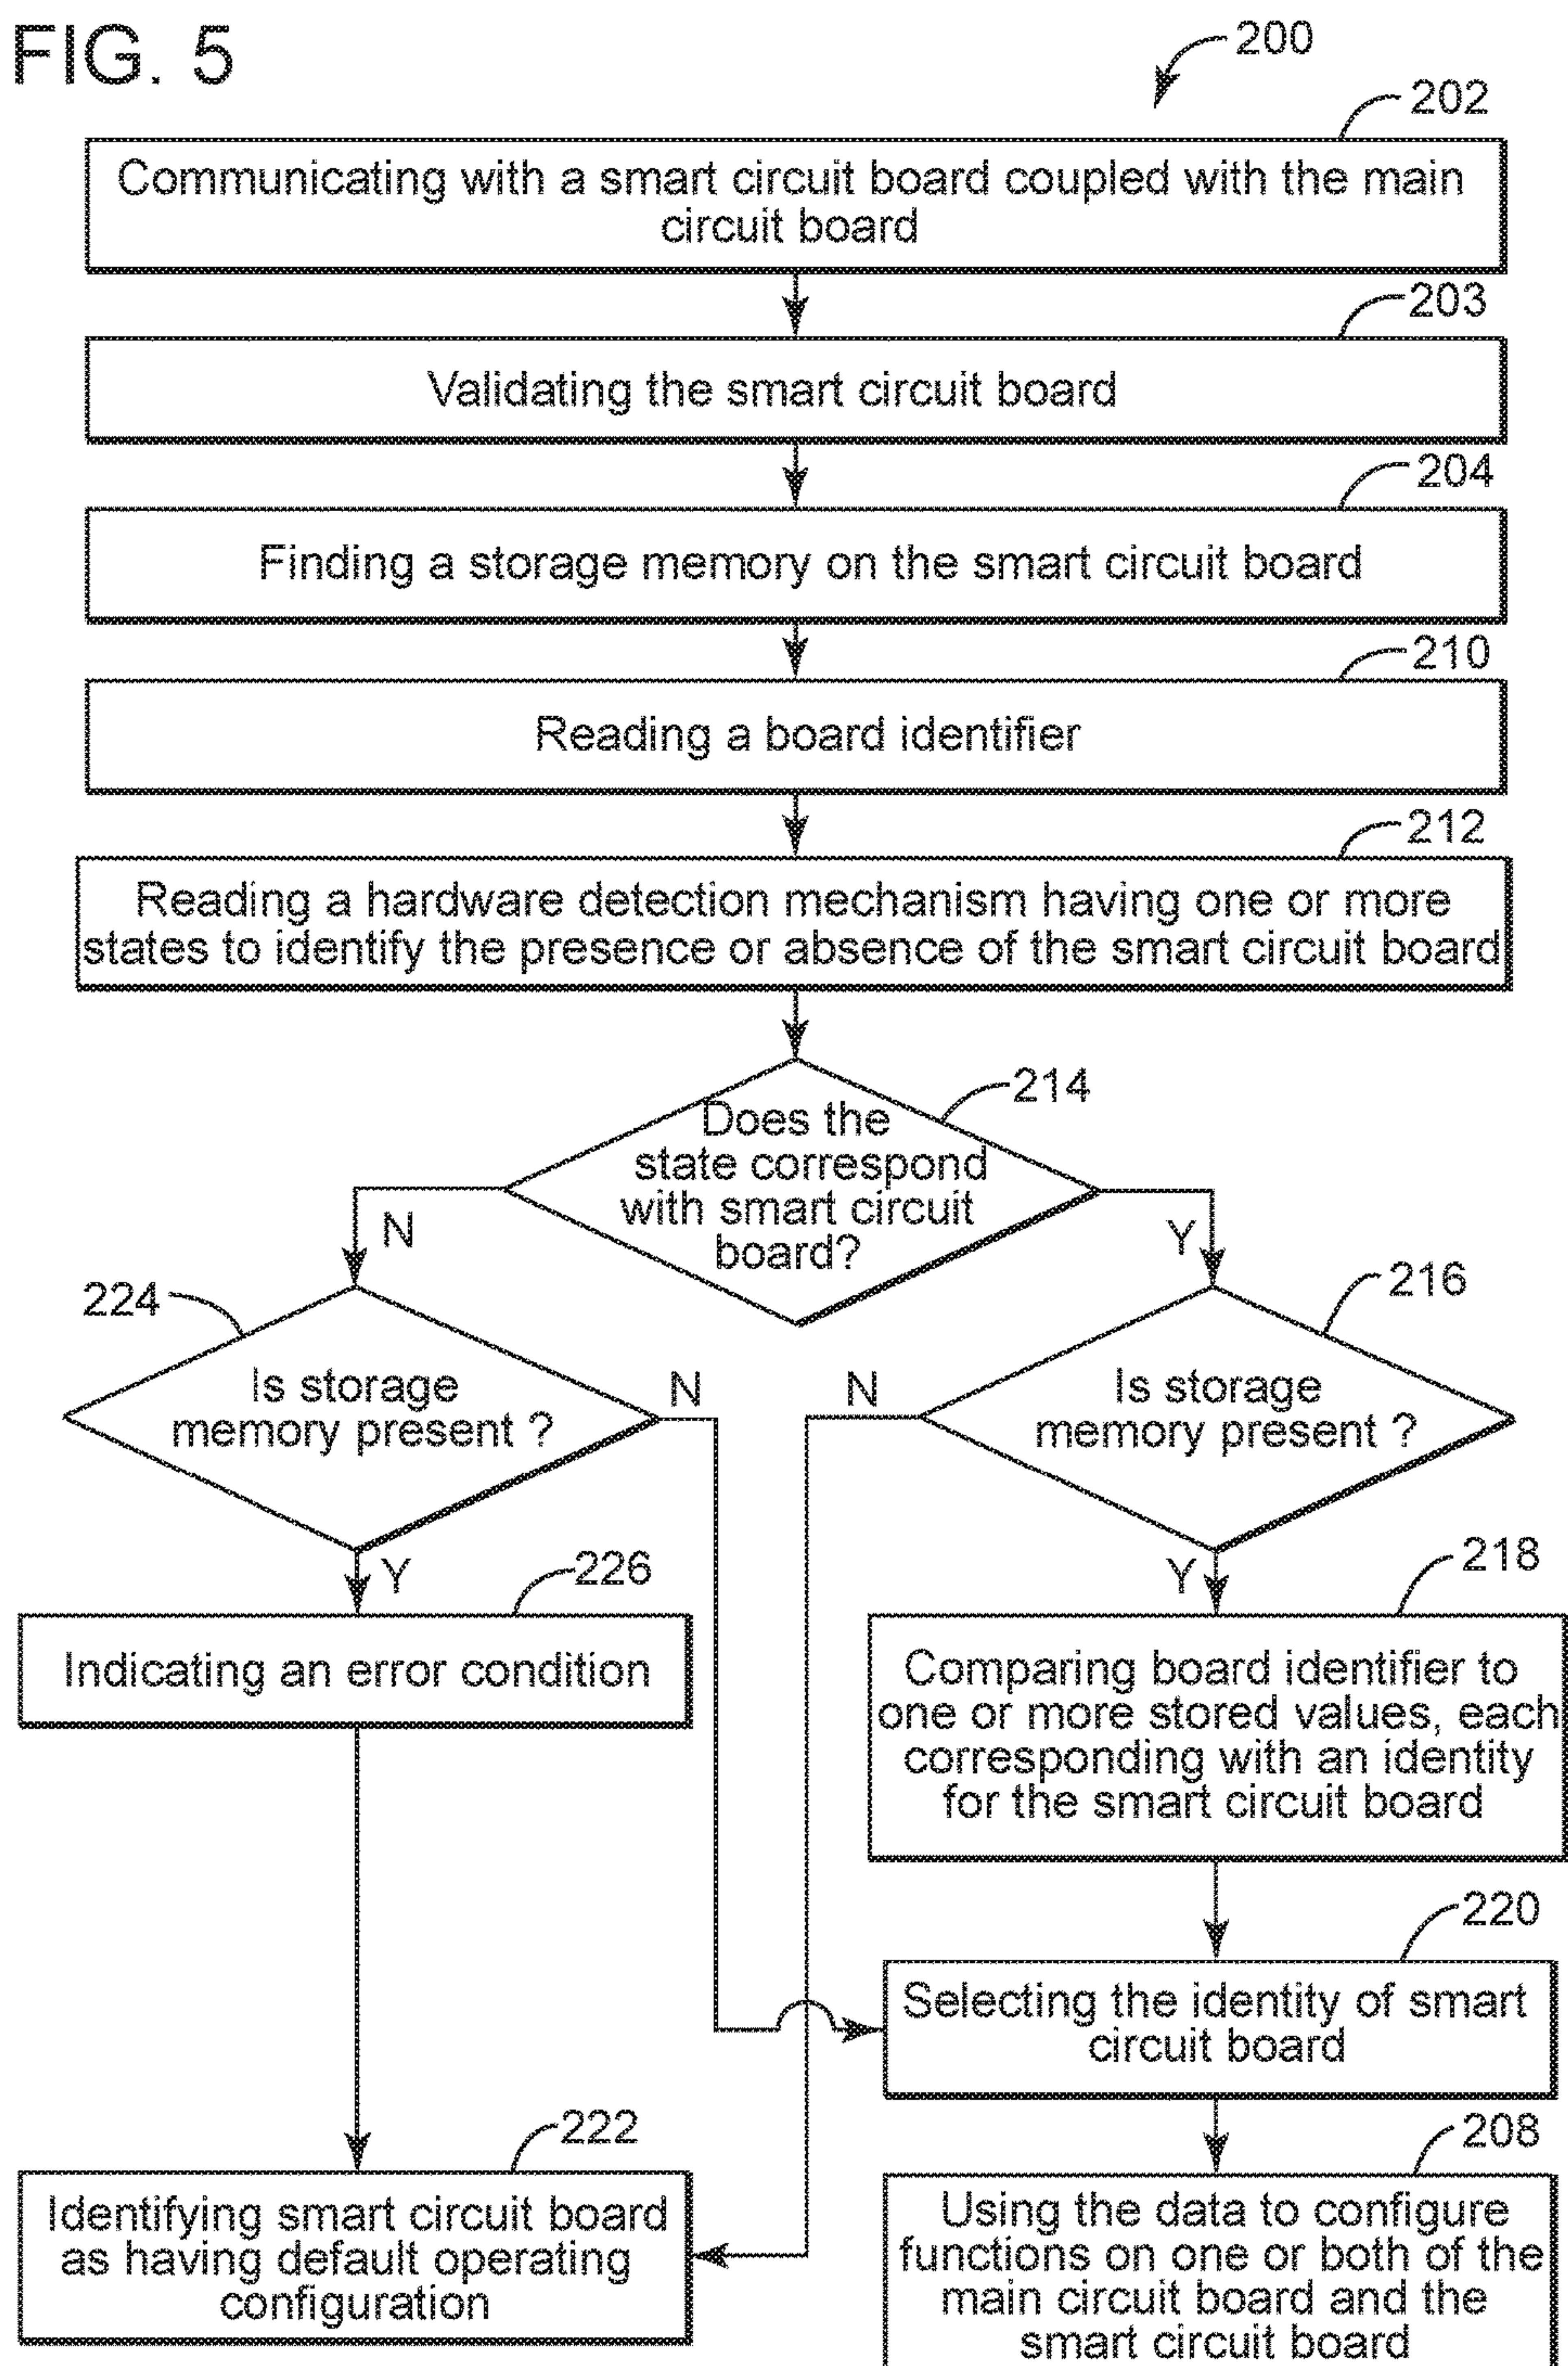 FIG. 5
200
202
Communicating with a smart circuit board coupled with the main
circuit board
203
Validating the smart circuit board
204
Finding a storage memory on the smart circuit board
210
Reading a board identifier
212
Reading a hardware detection mechanism having one or more
states to identify the presence or absence of the smart circuit board
214
Does the
state correspond
with smart circuit
board?
N
Y
224
Is storage
memory present ?
N
216
Is storage
memory present ?
N
Y
226
Indicating an error condition
Y
218
Comparing board identifier to
one or more stored values, each
corresponding with an identity
for the smart circuit board
220
Selecting the identity of smart
circuit board
222
Identifying smart circuit board
as having default operating
configuration
208
Using the data to configure
functions on one or both of the
main circuit board and the
smart circuit board